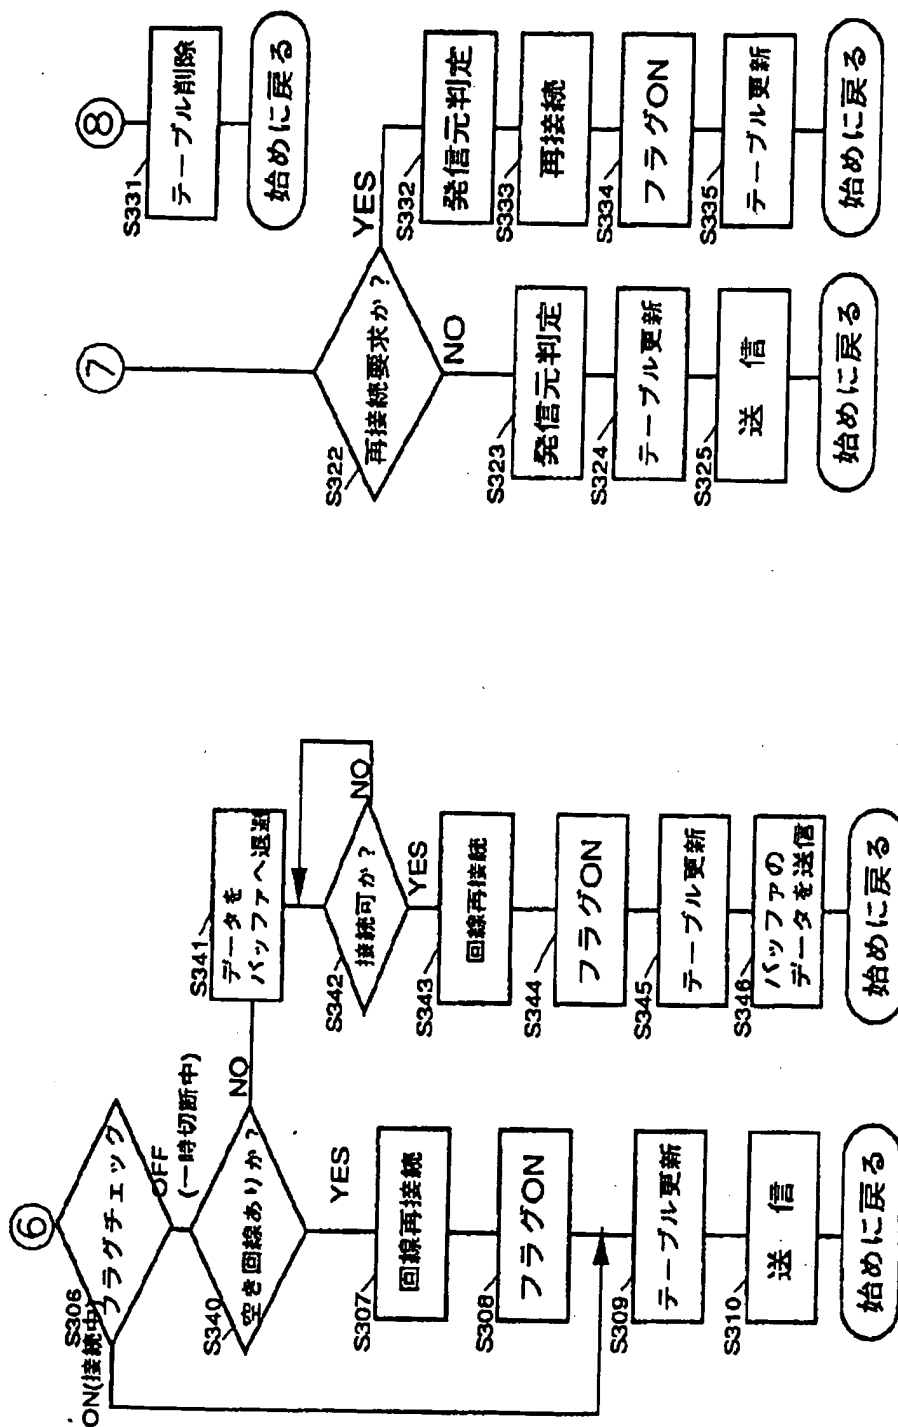 ⑥
S306
フラグチェック
ON(接続中)
OFF
(一時切断中)
S340
空き回線ありか?
NO
YES
S307
回線再接続
S308
フラグON
S309
テーブル更新
S310
送 信
始めに戻る
S341
データを
バッファへ退避
S342
接続可か?
NO
YES
S343
回線再接続
S344
フラグON
S345
テーブル更新
S346
バッファの
データを送信
始めに戻る
⑦
S322
再接続要求か?
YES
NO
S323
発信元判定
S324
テーブル更新
S325
送 信
始めに戻る
S332
発信元判定
S333
再接続
S334
フラグON
S335
テーブル更新
始めに戻る
⑧
S331
テーブル削除
始めに戻る